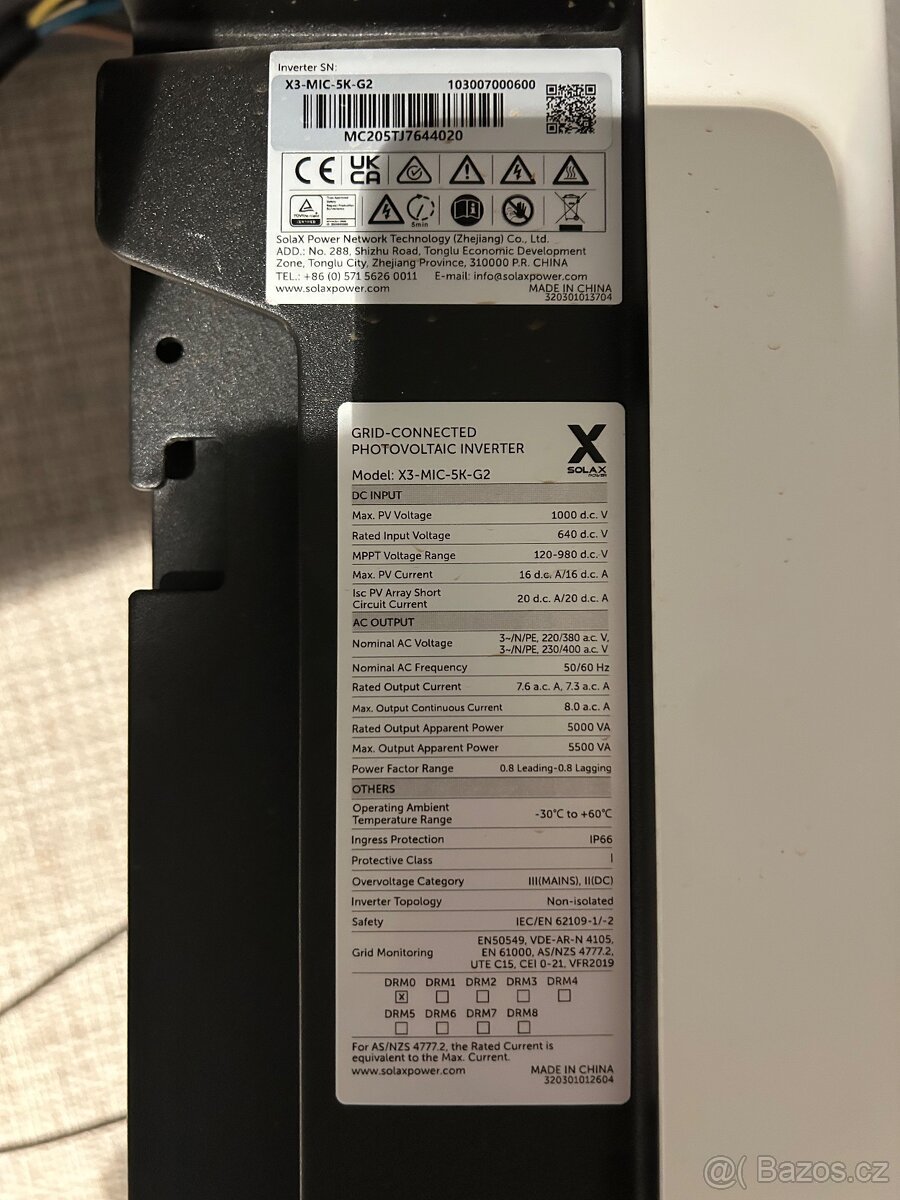 Inverter SN:
X3-MIC-5K-G2 103007000600
MC205TJ7644020
CE UK CA
5min
SolaX Power Network Technology (Zhejiang) Co., Ltd.
ADD.: No. 288, Shizhu Road, Tonglu Economic Development
Zone, Tonglu City, Zhejiang Province, 310000 P.R. CHINA
TEL.: +86 (0) 571 5626 0011 E-mail: info@solaxpower.com
www.solaxpower.com MADE IN CHINA
320301013704
GRID-CONNECTED
PHOTOVOLTAIC INVERTER
X
SOLAX
POWER
Model: X3-MIC-5K-G2
DC INPUT
Max. PV Voltage 1000 d.c. V
Rated Input Voltage 640 d.c. V
MPPT Voltage Range 120-980 d.c. V
Max. PV Current 16 d.c. A/16 d.c. A
Isc PV Array Short
Circuit Current 20 d.c. A/20 d.c. A
AC OUTPUT
Nominal AC Voltage 3~/N/PE, 220/380 a.c. V,
3~/N/PE, 230/400 a.c. V
Nominal AC Frequency 50/60 Hz
Rated Output Current 7.6 a.c. A, 7.3 a.c. A
Max. Output Continuous Current 8.0 a.c. A
Rated Output Apparent Power 5000 VA
Max. Output Apparent Power 5500 VA
Power Factor Range 0.8 Leading-0.8 Lagging
OTHERS
Operating Ambient
Temperature Range -30°C to +60°C
Ingress Protection IP66
Protective Class I
Overvoltage Category III(MAINS), II(DC)
Inverter Topology Non-isolated
Safety IEC/EN 62109-1/-2
Grid Monitoring EN50549, VDE-AR-N 4105,
EN 61000, AS/NZS 4777.2,
UTE C15, CEI 0-21, VFR2019
DRM0 DRM1 DRM2 DRM3 DRM4
X
DRM5 DRM6 DRM7 DRM8
For AS/NZS 4777.2, the Rated Current is
equivalent to the Max. Current.
www.solaxpower.com MADE IN CHINA
320301012604
@( Bazos.cz